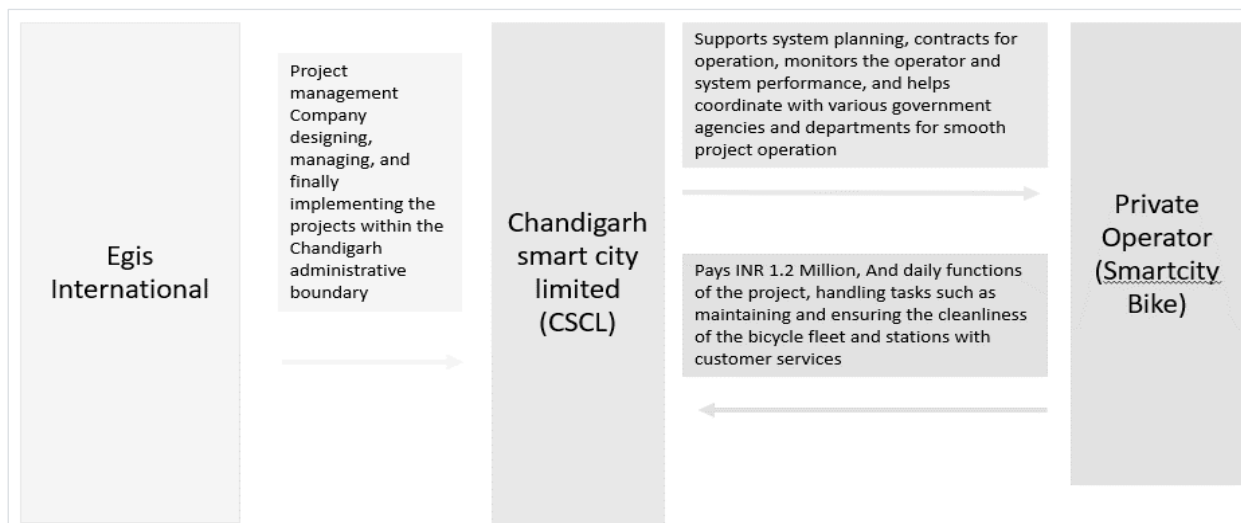 Egis
International
Project
management
Company
designing,
managing, and
finally
implementing the
projects within the
Chandigarh
administrative
boundary
Chandigarh
smart city
limited
(CSCL)
Supports system planning, contracts for
operation, monitors the operator and
system performance, and helps
coordinate with various government
agencies and departments for smooth
project operation
Pays INR 1.2 Million, And daily functions
of the project, handling tasks such as
maintaining and ensuring the cleanliness
of the bicycle fleet and stations with
customer services
Private
Operator
(Smartcity
Bike)